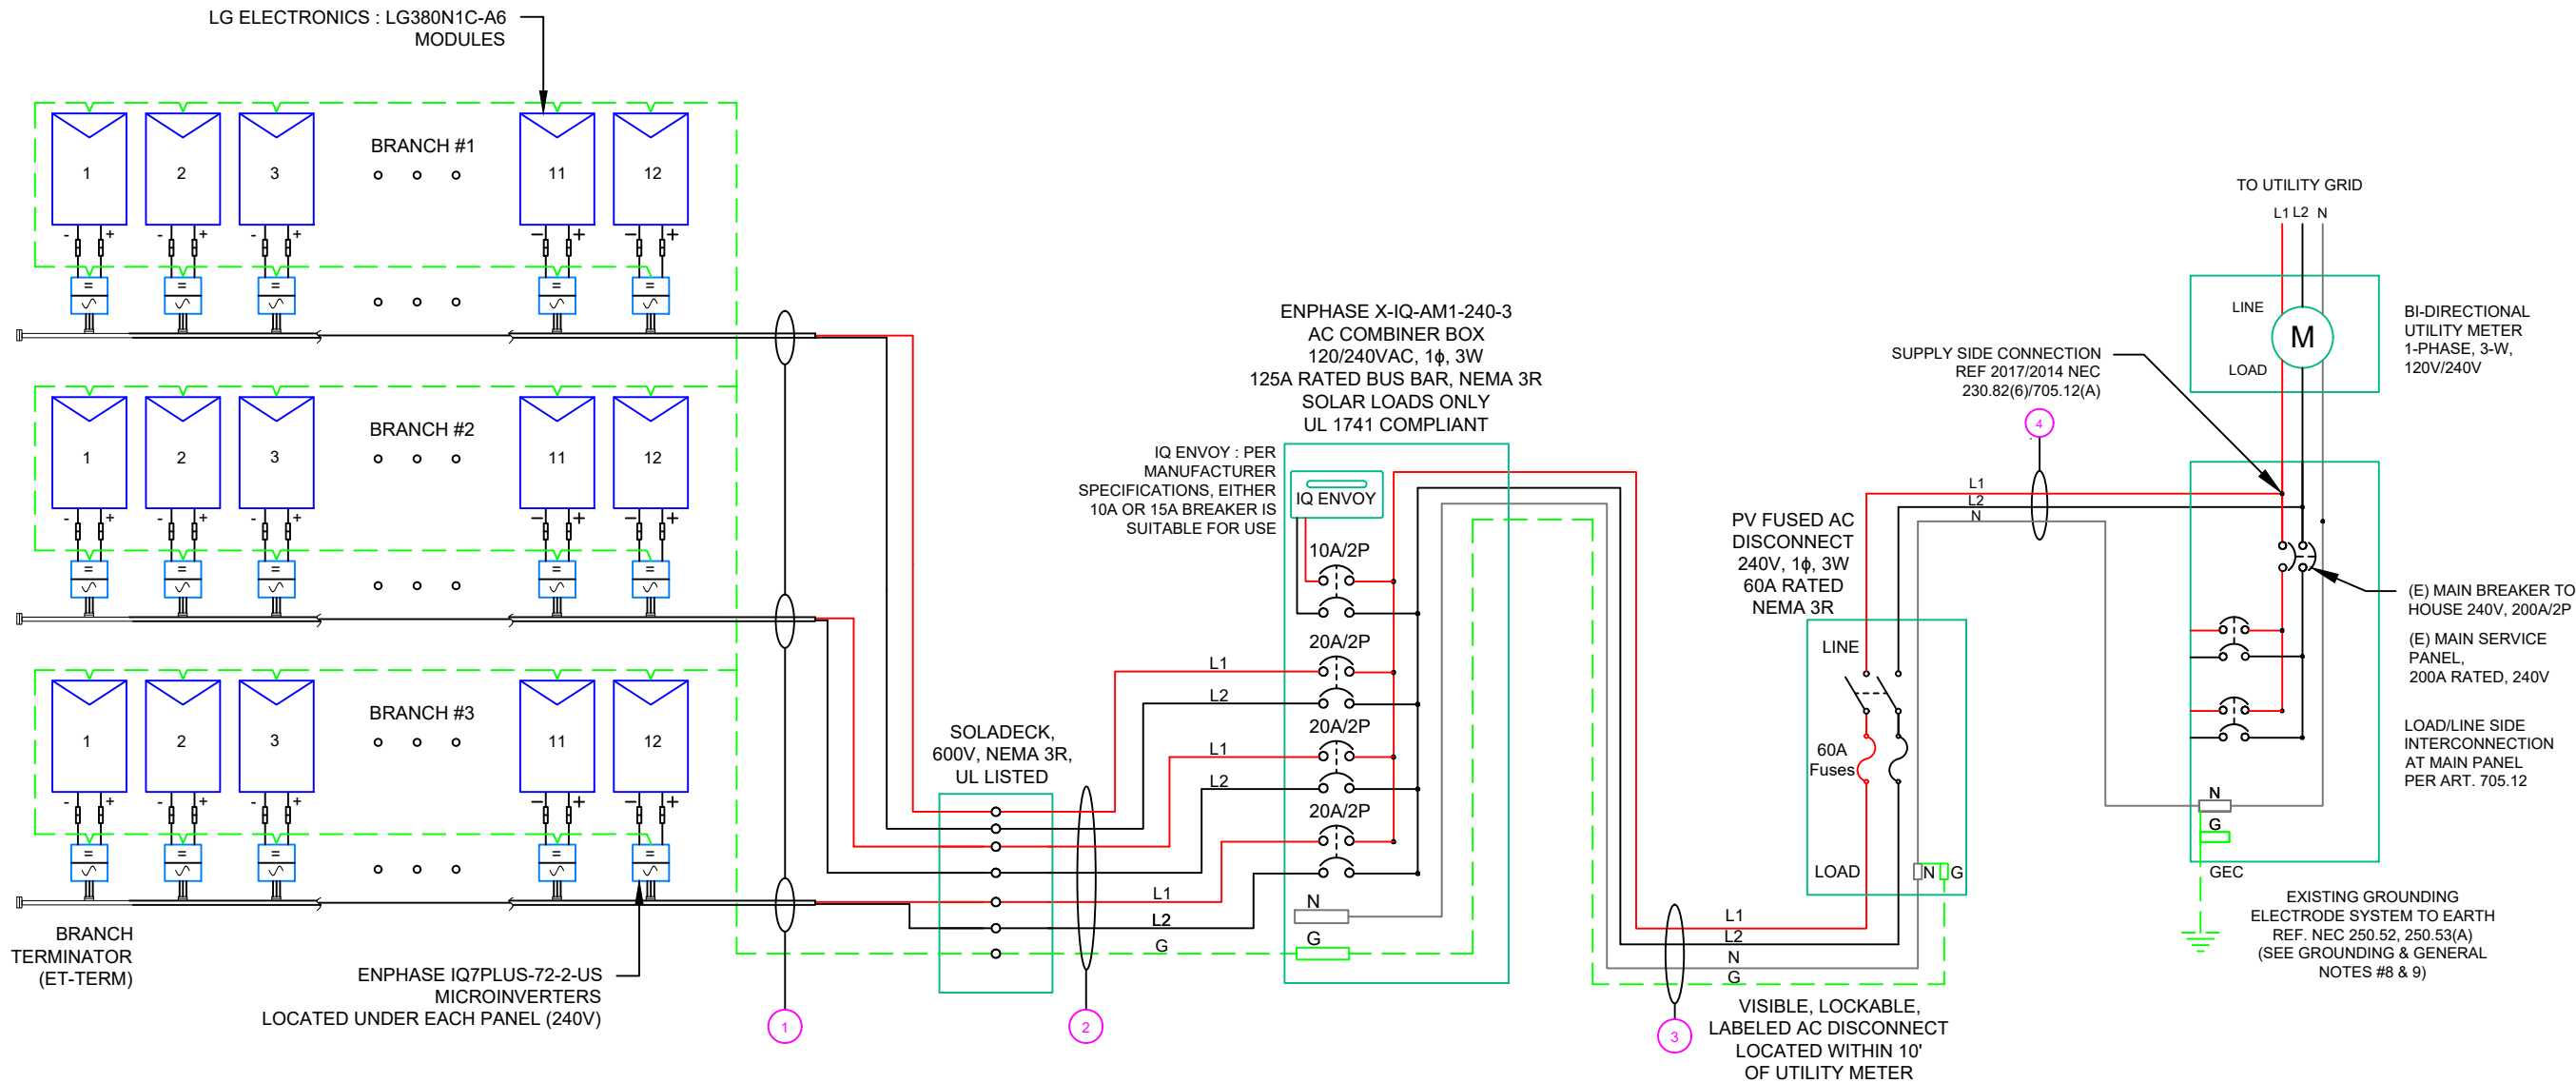 LG ELECTRONICS : LG380N1C-A6
MODULES
BRANCH #1
1
2
3
11
12
- +
- +
- +
- +
- +
BRANCH #2
1
2
3
11
12
- +
- +
- +
- +
- +
BRANCH #3
1
2
3
11
12
- +
- +
- +
- +
- +
BRANCH
TERMINATOR
(ET-TERM)
ENPHASE IQ7PLUS-72-2-US
MICROINVERTERS
LOCATED UNDER EACH PANEL (240V)
1
SOLADECK,
600V, NEMA 3R,
UL LISTED
2
L1
L2
L1
L2
L1
L2
G
ENPHASE X-IQ-AM1-240-3
AC COMBINER BOX
120/240VAC, 1ϕ, 3W
125A RATED BUS BAR, NEMA 3R
SOLAR LOADS ONLY
UL 1741 COMPLIANT
IQ ENVOY : PER
MANUFACTURER
SPECIFICATIONS, EITHER
10A OR 15A BREAKER IS
SUITABLE FOR USE
IQ ENVOY
10A/2P
20A/2P
20A/2P
20A/2P
N
G
L1
L2
N
G
3
PV FUSED AC
DISCONNECT
240V, 1ϕ, 3W
60A RATED
NEMA 3R
LINE
60A
Fuses
LOAD
N G
VISIBLE, LOCKABLE,
LABELED AC DISCONNECT
LOCATED WITHIN 10'
OF UTILITY METER
SUPPLY SIDE CONNECTION
REF 2017/2014 NEC
230.82(6)/705.12(A)
4
L1
L2
N
TO UTILITY GRID
L1 L2 N
LINE
M
LOAD
BI-DIRECTIONAL
UTILITY METER
1-PHASE, 3-W,
120V/240V
(E) MAIN BREAKER TO
HOUSE 240V, 200A/2P
(E) MAIN SERVICE
PANEL,
200A RATED, 240V
LOAD/LINE SIDE
INTERCONNECTION
AT MAIN PANEL
PER ART. 705.12
N
G
GEC
EXISTING GROUNDING
ELECTRODE SYSTEM TO EARTH
REF. NEC 250.52, 250.53(A)
(SEE GROUNDING & GENERAL
NOTES #8 & 9)